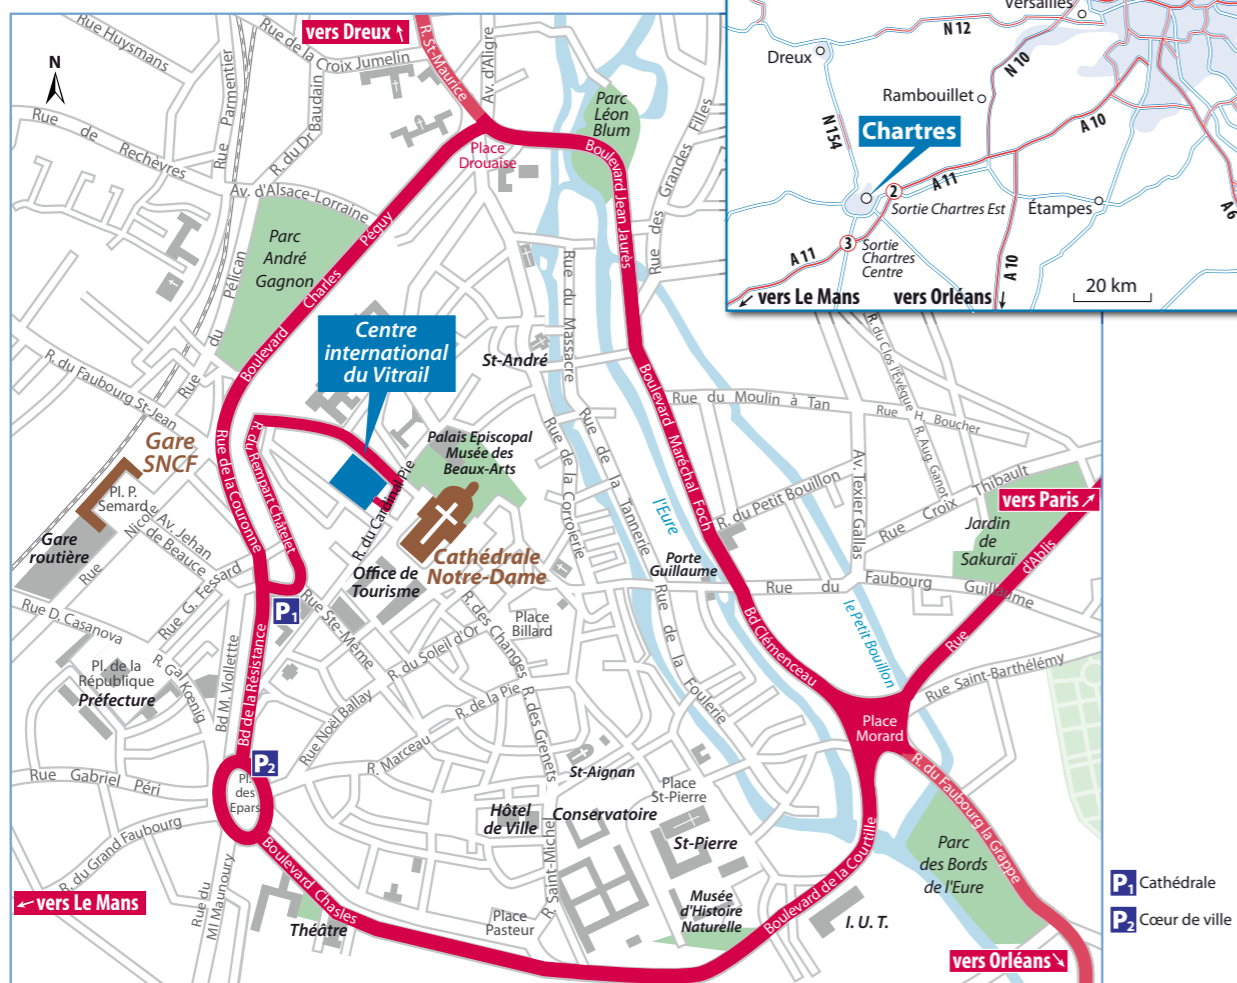 vers Dreux
N
Rue Huysmans
Rue de la Croix Jumelin
R. St-Maurice
Av. d'Aligre
Rue Parmentier
R. du Dr Baudain
Rue de Rechèvres
Av. d'Alsace-Lorraine
Place
Drouaise
Parc
Léon
Blum
Boulevard Jean Jaurès
Rue des Grandes Filles
Parc
André
Gagnon
Boulevard Charles Péguy
Rue du Pélican
R. du Faubourg St-Jean
Rue du Massacre
St-André
Centre
international
du Vitrail
Gare
SNCF
Pl. P.
Semard
Gare
routière
Rue de la Couronne
R. du Rempart Châtelet
Palais Episcopal
Musée des
Beaux-Arts
R. du Cardinal Pie
Cathédrale
Notre-Dame
Office de
Tourisme
Rue de la Corroierie
Rue de la Tannerie
l'Eure
Boulevard Maréchal Foch
Rue du Moulin à Tan
Rue H. Boucher
R. du Clos l'Évêque
R. Aug Ganot
Av. Texier Gallas
R. du Petit Bouillon
Rue Croix Thibault
vers Paris
Jardin
de
Sakuraï
Rue d'Ablis
Porte
Guillaume
Rue du Faubourg Guillaume
le Petit Bouillon
Bd Clémenceau
Rue Saint-Barthélémy
Place
Morard
Av. Jehan de Beauce
Rue Nicole
Rue G. Fessard
Rue D. Casanova
Pl. de la
République
Préfecture
R. Gal Kœnig
Bd M. Violettte
Bd de la Résistance
P1
Rue Ste-Même
R. des Changes
Place
Billard
R. du Soleil d'Or
R. de la Pie
Rue Noël Ballay
R. Marceau
R. des Grenets
Rue de la Foulerie
P2
Pl.
des
Epars
Rue Gabriel Péri
R. du Grand Faubourg
Rue du Ml Maunoury
vers Le Mans
Boulevard Chasles
Théâtre
St-Aignan
Place
St-Pierre
Hôtel
de Ville
Conservatoire
St-Pierre
R. Saint-Michel
Place
Pasteur
Musée
d'Histoire
Naturelle
Boulevard de la Courtille
I. U. T.
R. du Faubourg la Grappe
Parc
des Bords
de l'Eure
vers Orléans
Versailles
N 12
Dreux
N 10
Rambouillet
N 154
A 10
Chartres
2
A 11
Sortie Chartres Est
Étampes
A 6
3
Sortie
Chartres
Centre
A 11
A 10
vers Le Mans
vers Orléans
20 km
P1 Cathédrale
P2 Cœur de ville